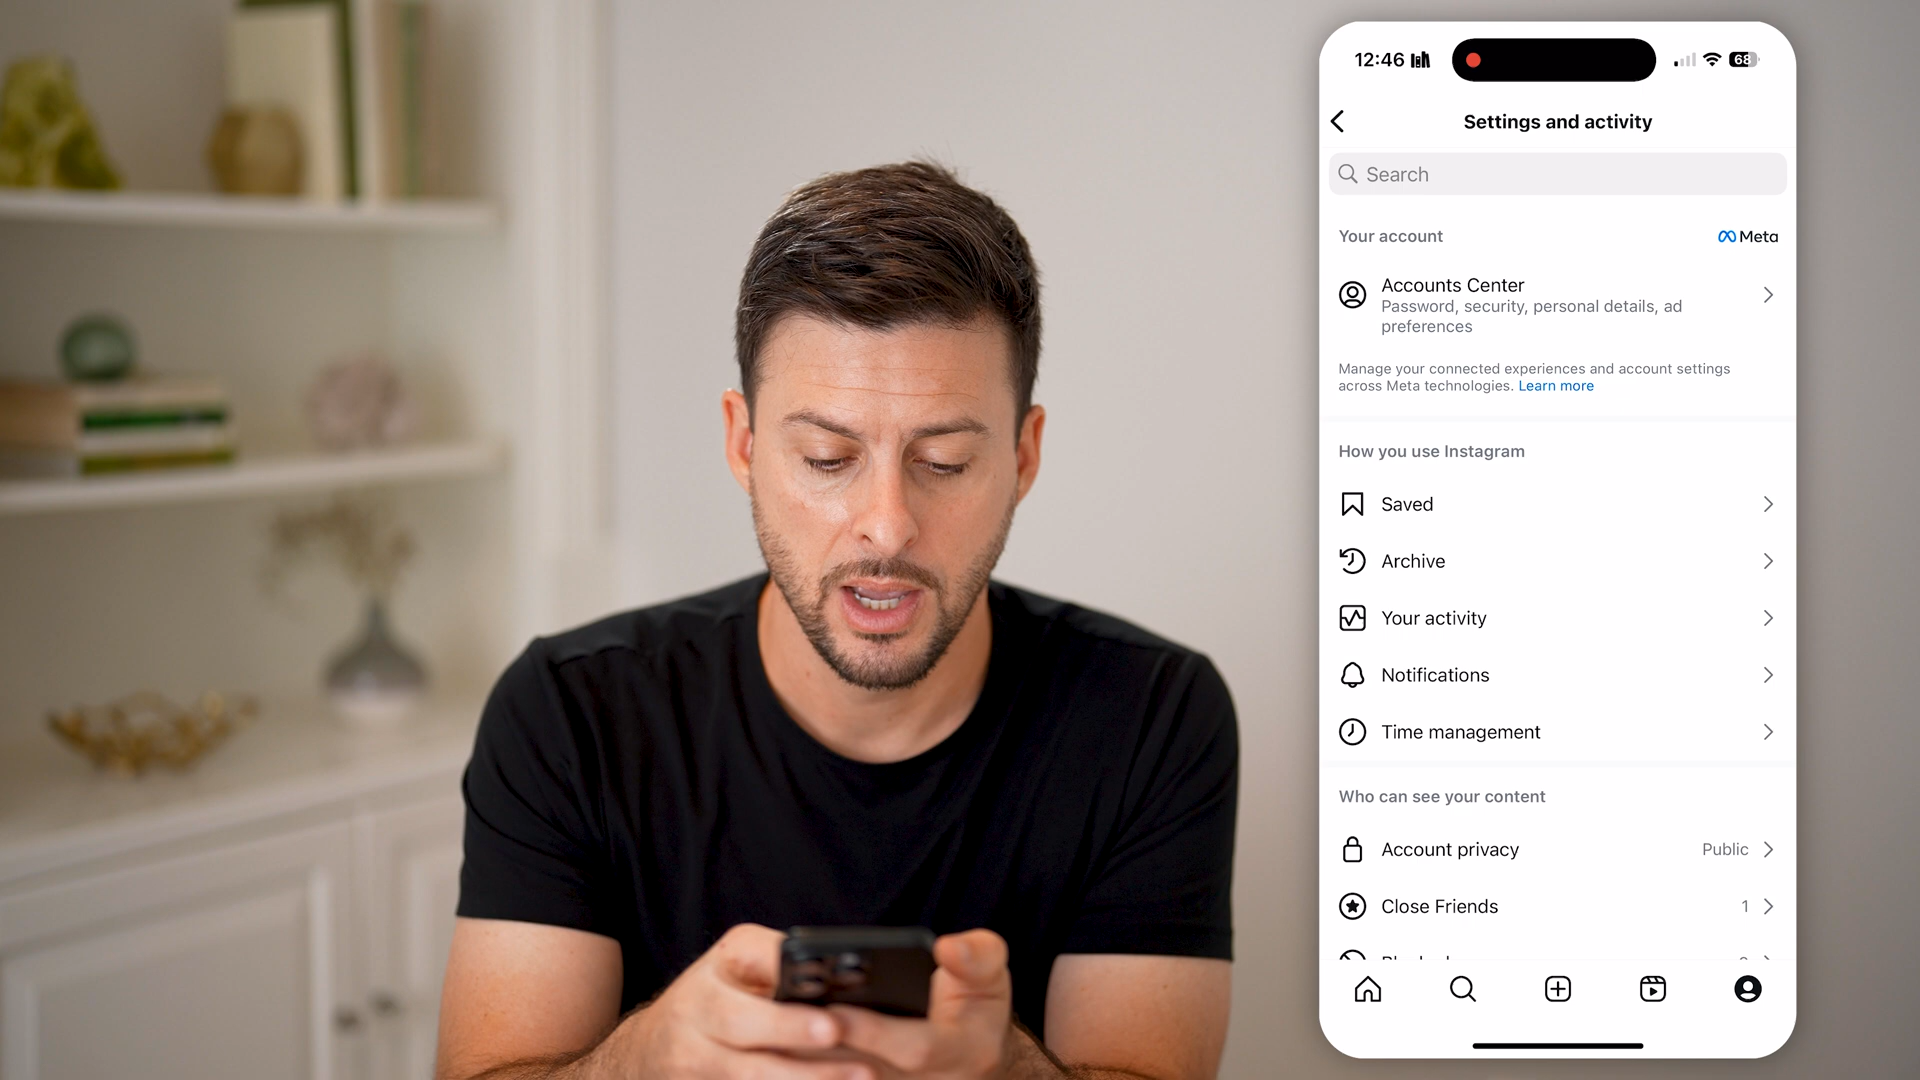 12:46
68
Settings and activity
Search
Your account
Meta
Accounts Center
Password, security, personal details, ad
preferences
Manage your connected experiences and account settings
across Meta technologies. Learn more
How you use Instagram
Saved
Archive
Your activity
Notifications
Time management
Who can see your content
Account privacy
Public
Close Friends
1